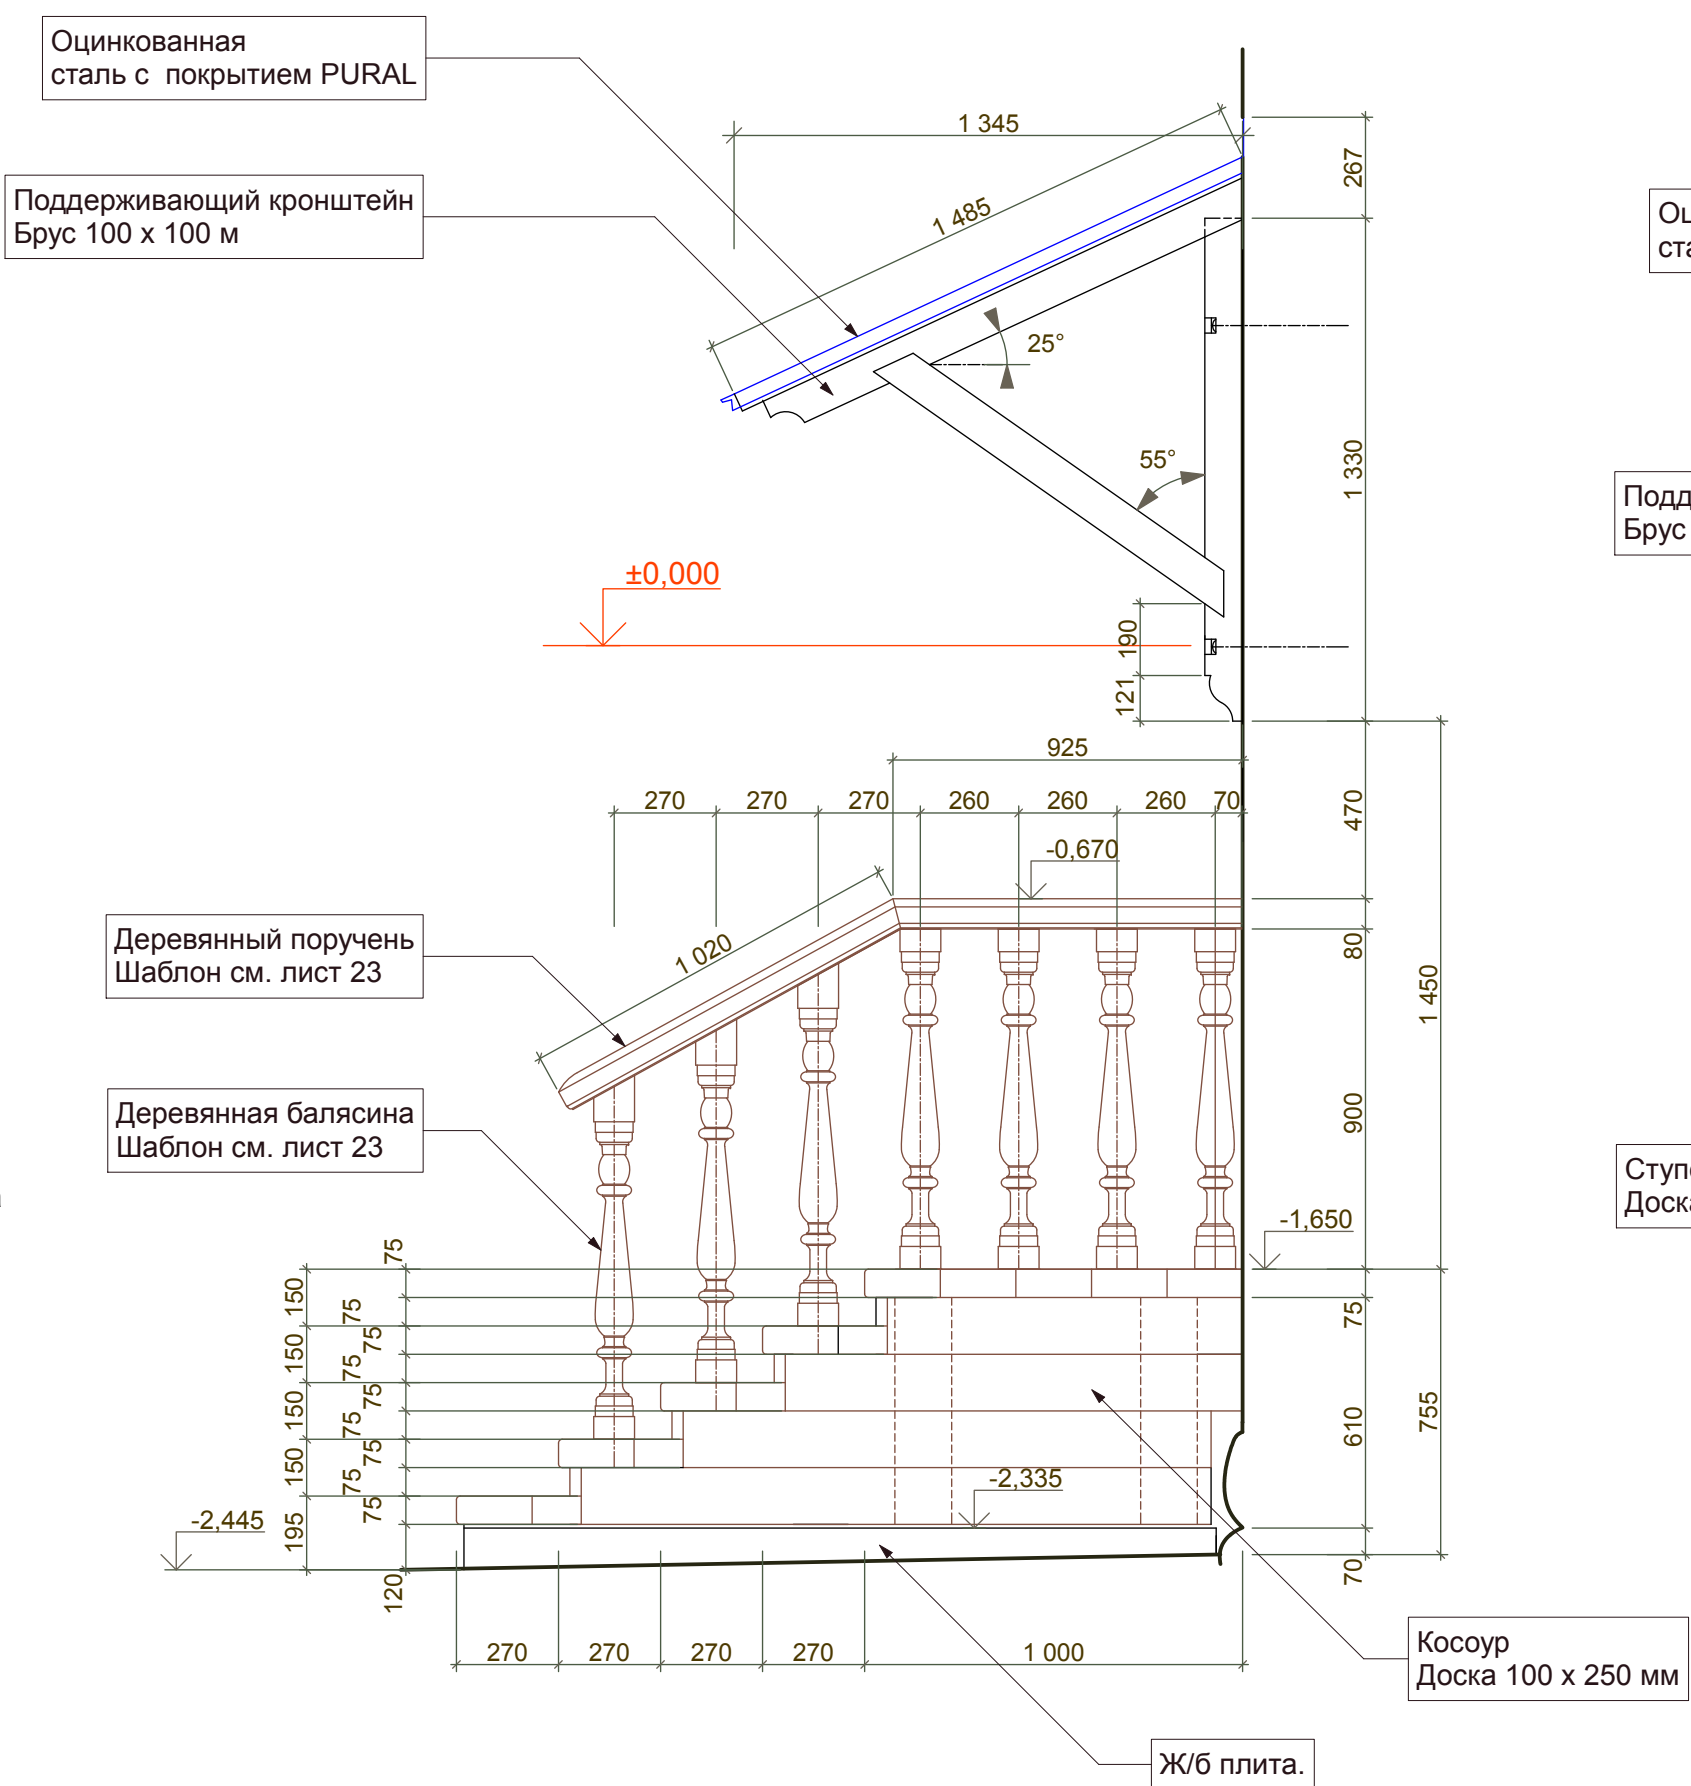 Оцинкованная
сталь с покрытием PURAL
Поддерживающий кронштейн
Брус 100 x 100 м
1 345
1 485
267
25°
55°
1 330
±0,000
190
121
925
270 270 270 260 260 260 70
470
-0,670
80
1 020
Деревянный поручень
Шаблон см. лист 23
1 450
Деревянная балясина
Шаблон см. лист 23
900
-1,650
75
150
75
75
150
75
75
150
75
75
150
75
75
195
120
-2,445
-2,335
75
610
755
70
270 270 270 270 1 000
Косоур
Доска 100 x 250 мм
Ж/б плита.
Брус